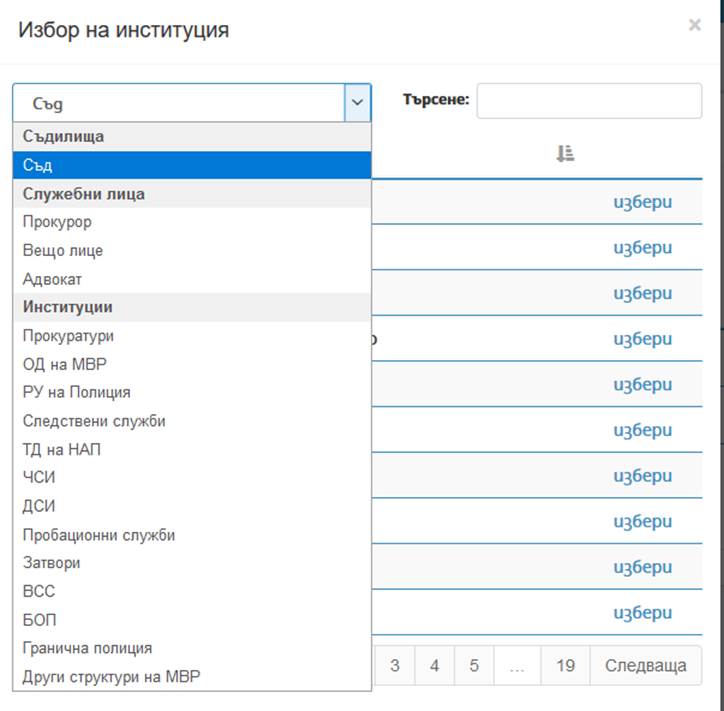 Избор на институция
×
Съд
Търсене:
Съдилища
Съд
Служебни лица
избери
Прокурор
Вещо лице
избери
Адвокат
избери
Институции
Прокуратури
избери
ОД на МВР
РУ на Полиция
избери
Следствени служби
избери
ТД на НАП
ЧСИ
избери
ДСИ
Пробационни служби
избери
Затвори
избери
ВСС
БОП
избери
Гранична полиция
3 4 5 ... 19 Следваща
Други структури на МВР